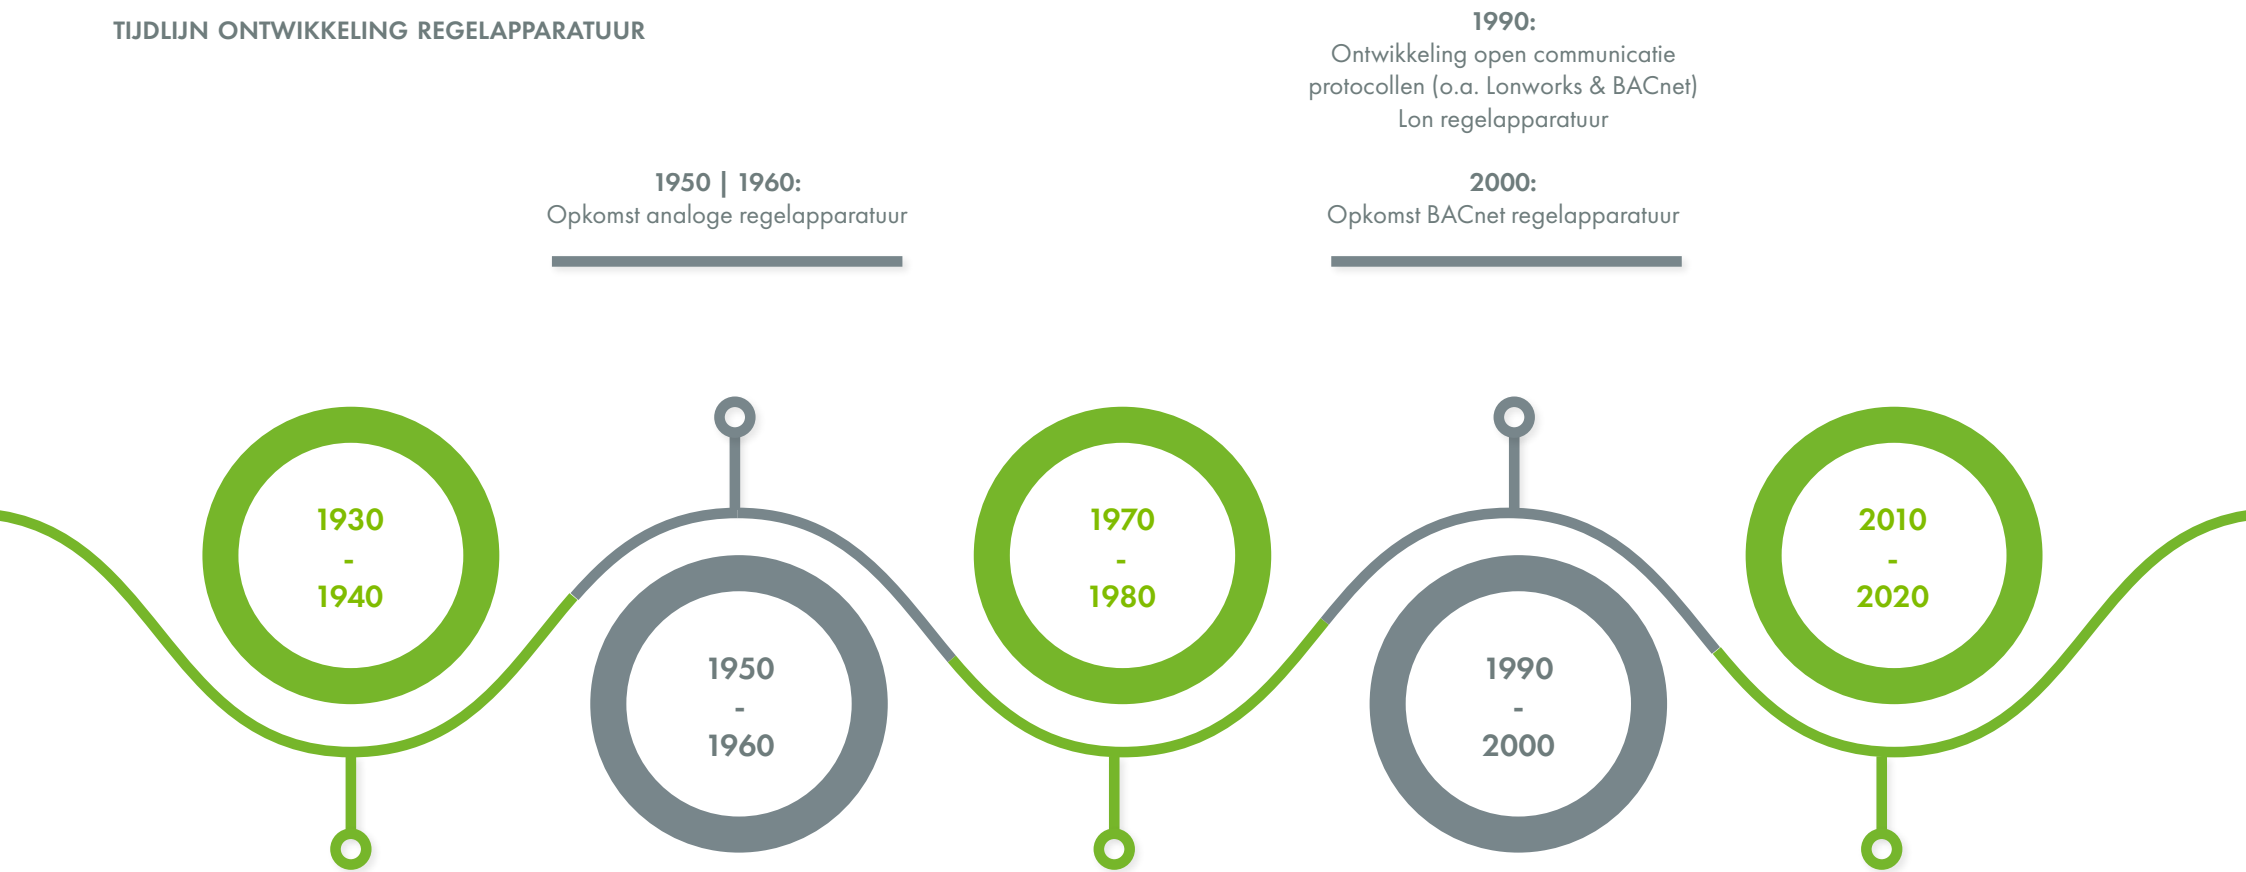 TIJDLIJN ONTWIKKELING REGELAPPARATUUR
1990:
Ontwikkeling open communicatie
protocollen (o.a. Lonworks & BACnet)
Lon regelapparatuur
1950 | 1960:
Opkomst analoge regelapparatuur
2000:
Opkomst BACnet regelapparatuur
1930
-
1940
1950
-
1960
1970
-
1980
1990
-
2000
2010
-
2020